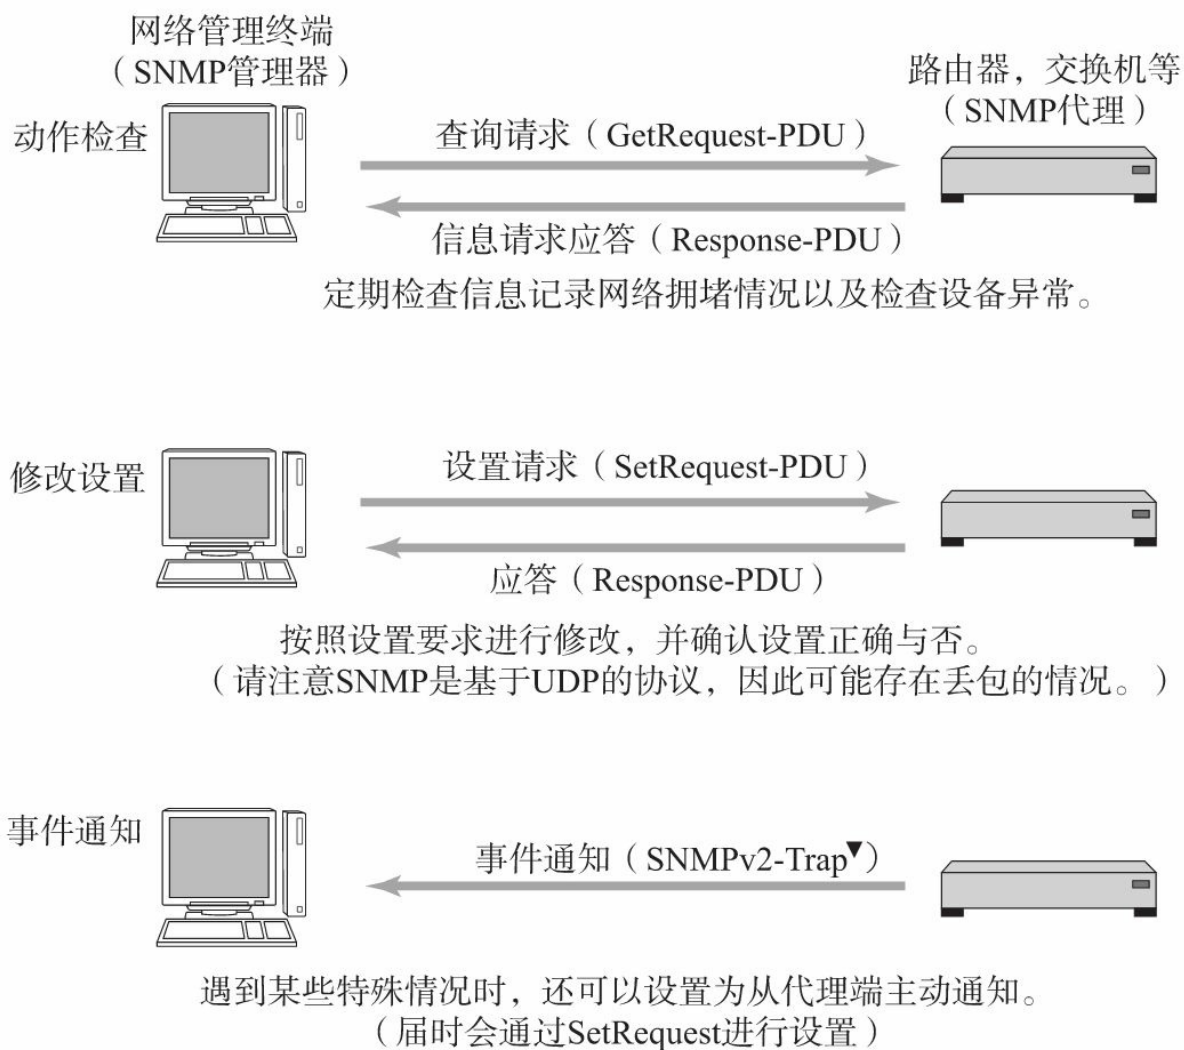 网络管理终端
（SNMP管理器）
路由器，交换机等
（SNMP代理）
动作检查
查询请求（GetRequest-PDU）
信息请求应答（Response-PDU）
定期检查信息记录网络拥堵情况以及检查设备异常。
修改设置
设置请求（SetRequest-PDU）
应答（Response-PDU）
按照设置要求进行修改，并确认设置正确与否。
（请注意SNMP是基于UDP的协议，因此可能存在丢包的情况。）
事件通知
事件通知（SNMPv2-Trap▼）
遇到某些特殊情况时，还可以设置为从代理端主动通知。
（届时会通过SetRequest进行设置）